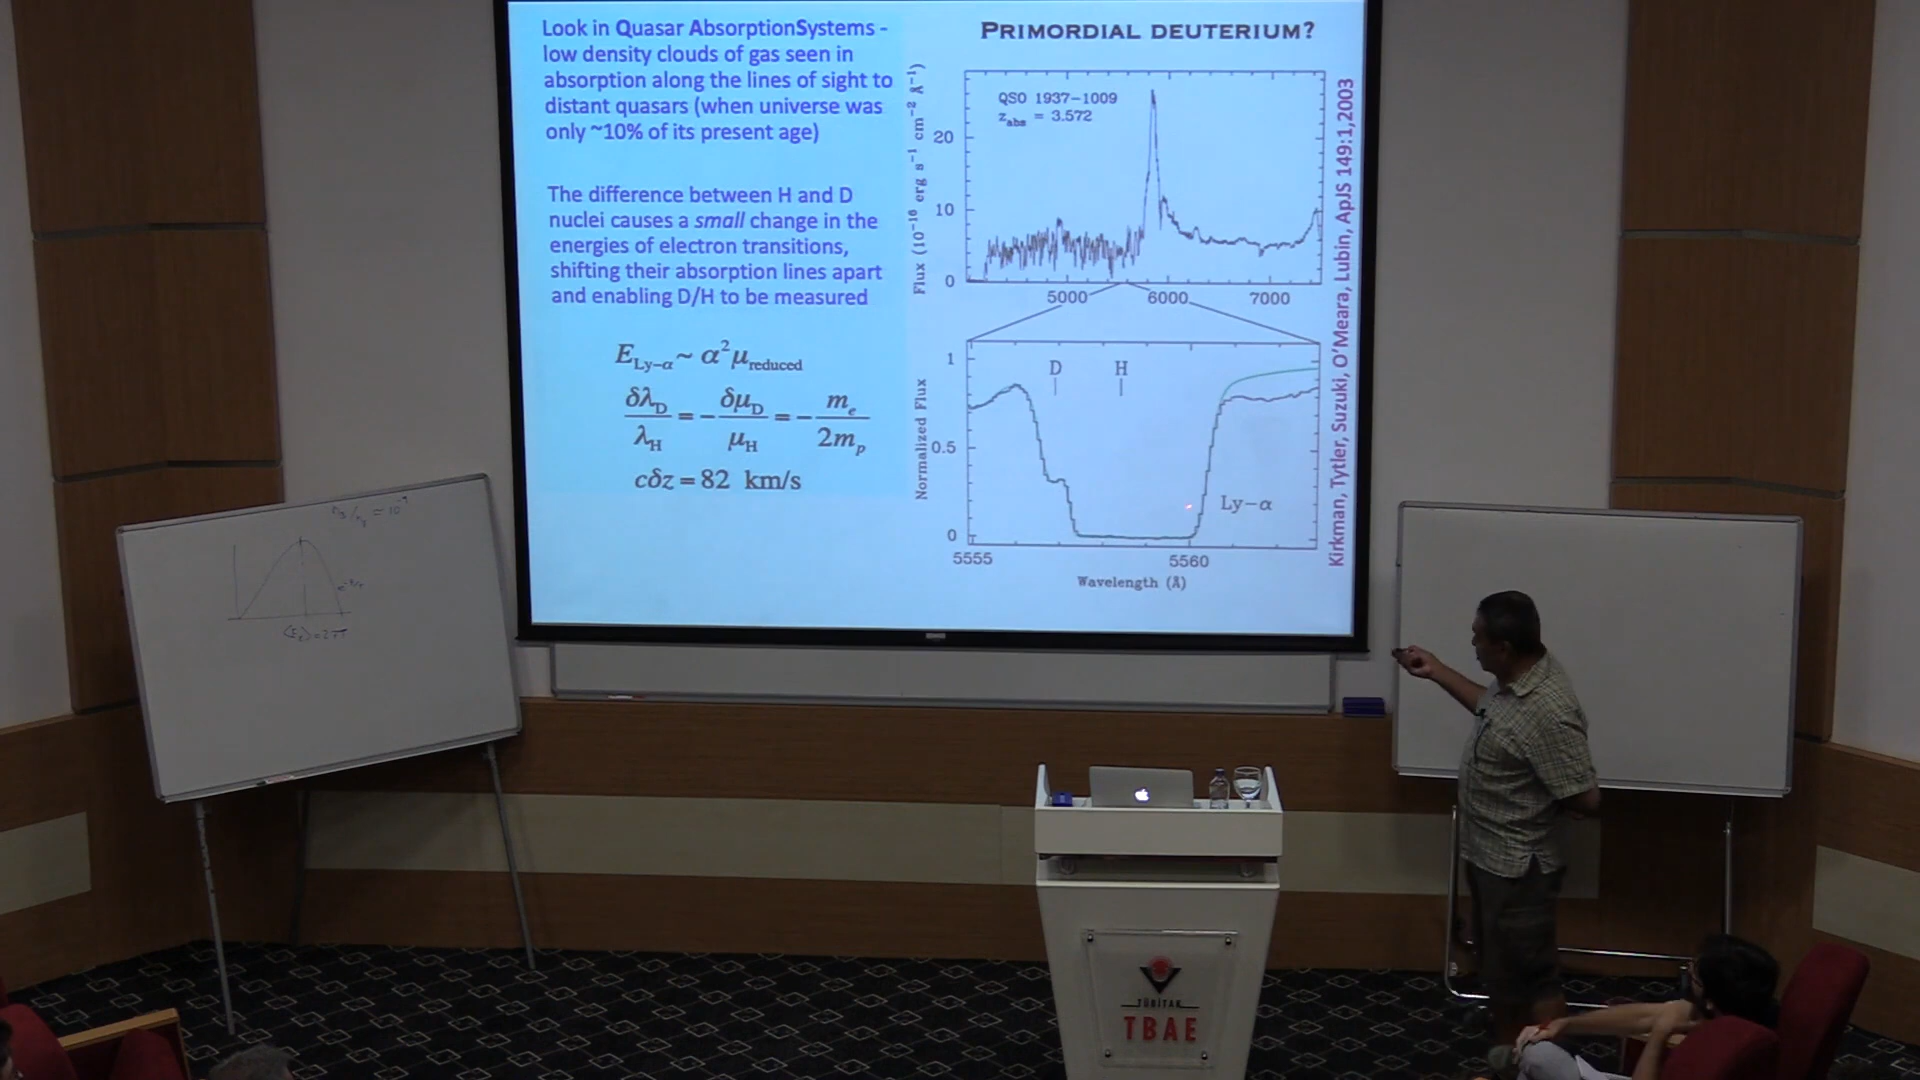 Look in Quasar AbsorptionSystems -
low density clouds of gas seen in
absorption along the lines of sight to
distant quasars (when universe was
only ~10% of its present age)
The difference between H and D
nuclei causes a small change in the
energies of electron transitions,
shifting their absorption lines apart
and enabling D/H to be measured
E_Ly−α ~ α² μ_reduced
δλ_D/λ_H = − δμ_D/μ_H = − m_e/2m_p
cδz = 82 km/s
PRIMORDIAL DEUTERIUM?
QSO 1937−1009
z_abs = 3.572
Flux (10⁻¹⁶ erg s⁻¹ cm⁻² Å⁻¹)
20
10
0
5000 6000 7000
D H
Normalized Flux
1
0.5
0
Ly−α
5555 5560
Wavelength (Å)
Kirkman, Tytler, Suzuki, O'Meara, Lubin, ApJS 149:1,2003
TÜBİTAK
TBAE